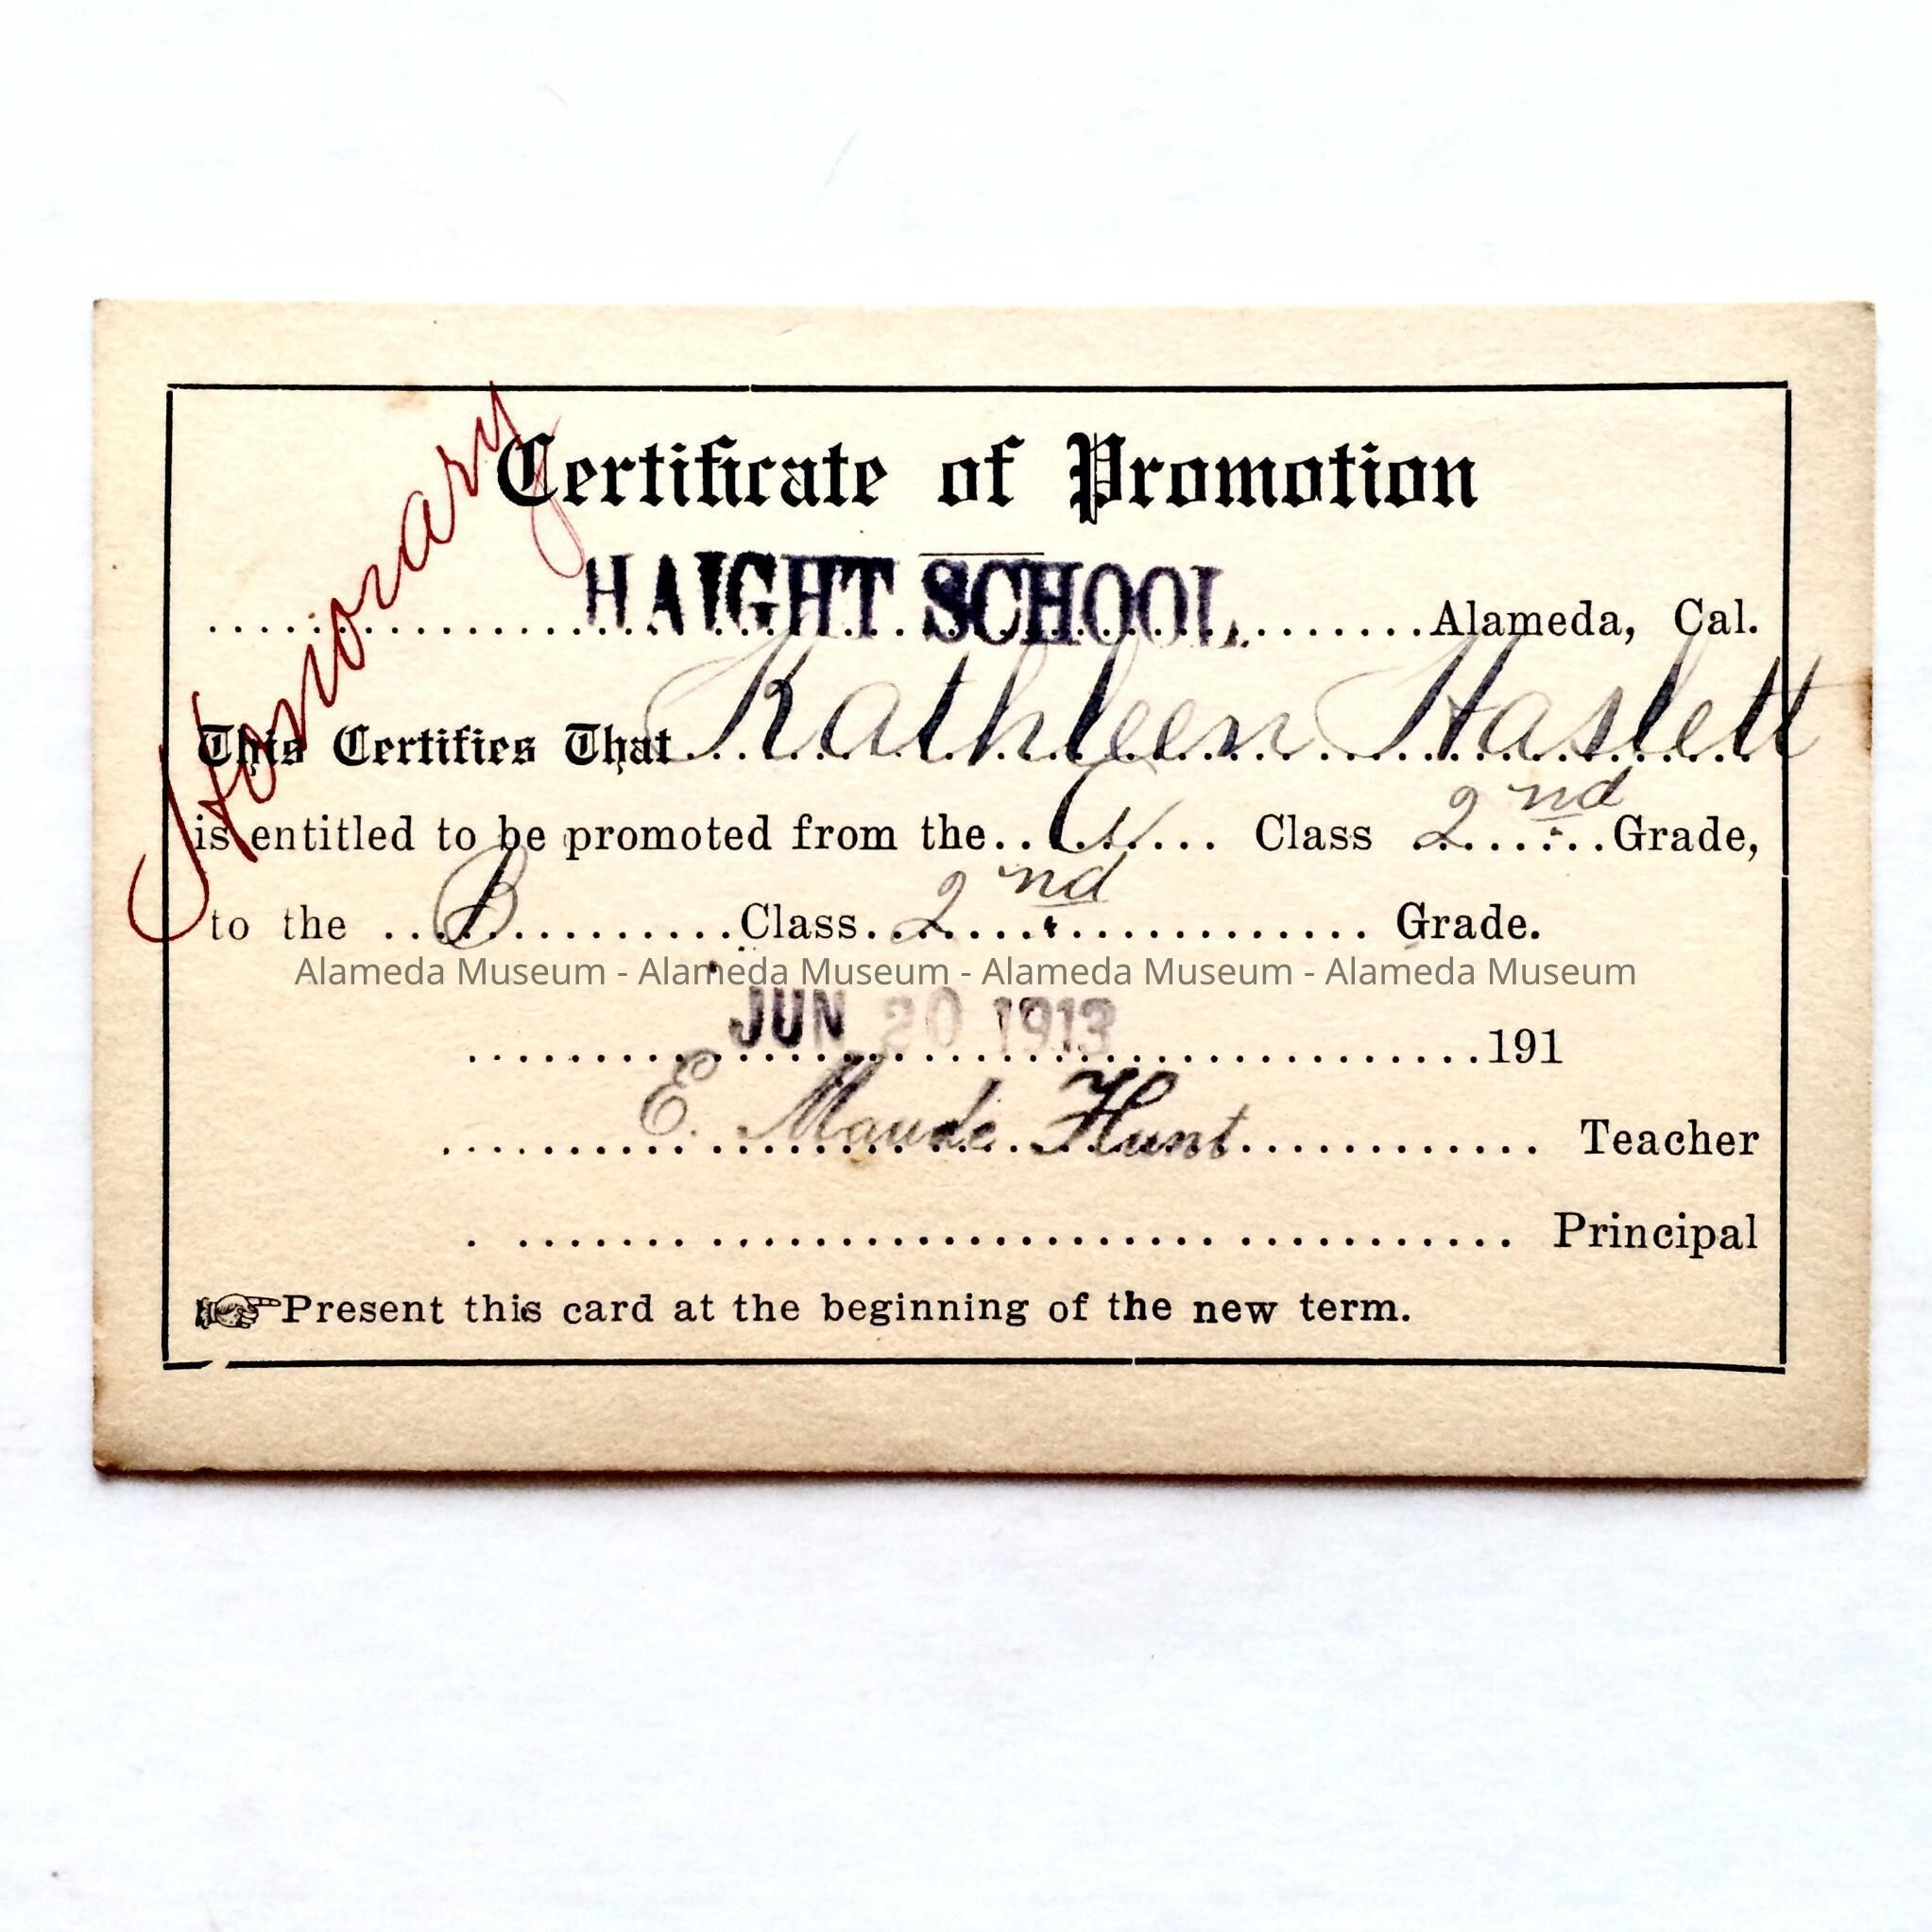 Honorary
Certificate of Promotion
HAIGHT SCHOOL Alameda, Cal.
This Certifies That Kathleen Haslett
is entitled to be promoted from the Class 2nd Grade,
to the B Class 2nd Grade.
Alameda Museum - Alameda Museum - Alameda Museum - Alameda Museum
JUN 20 1913 191
E. Maude Hunt Teacher
Principal
☞Present this card at the beginning of the new term.